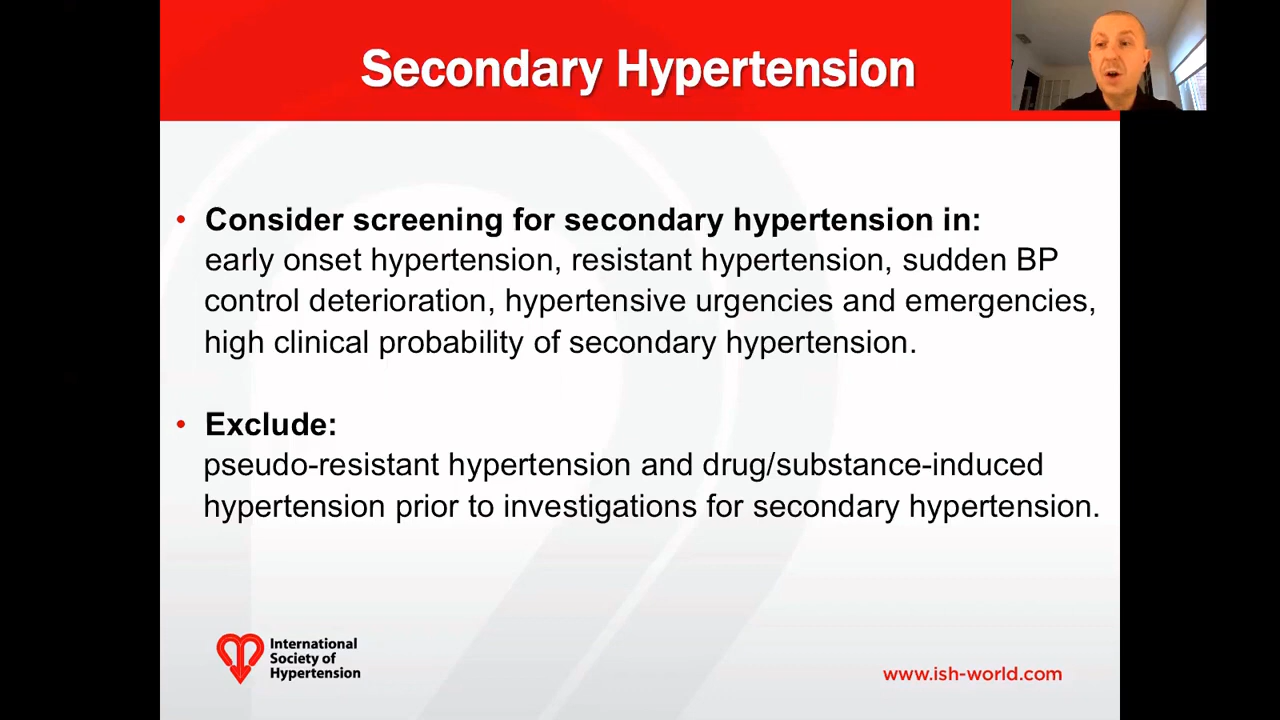 Secondary Hypertension
• Consider screening for secondary hypertension in:
early onset hypertension, resistant hypertension, sudden BP
control deterioration, hypertensive urgencies and emergencies,
high clinical probability of secondary hypertension.
• Exclude:
pseudo-resistant hypertension and drug/substance-induced
hypertension prior to investigations for secondary hypertension.
International
Society of
Hypertension
www.ish-world.com